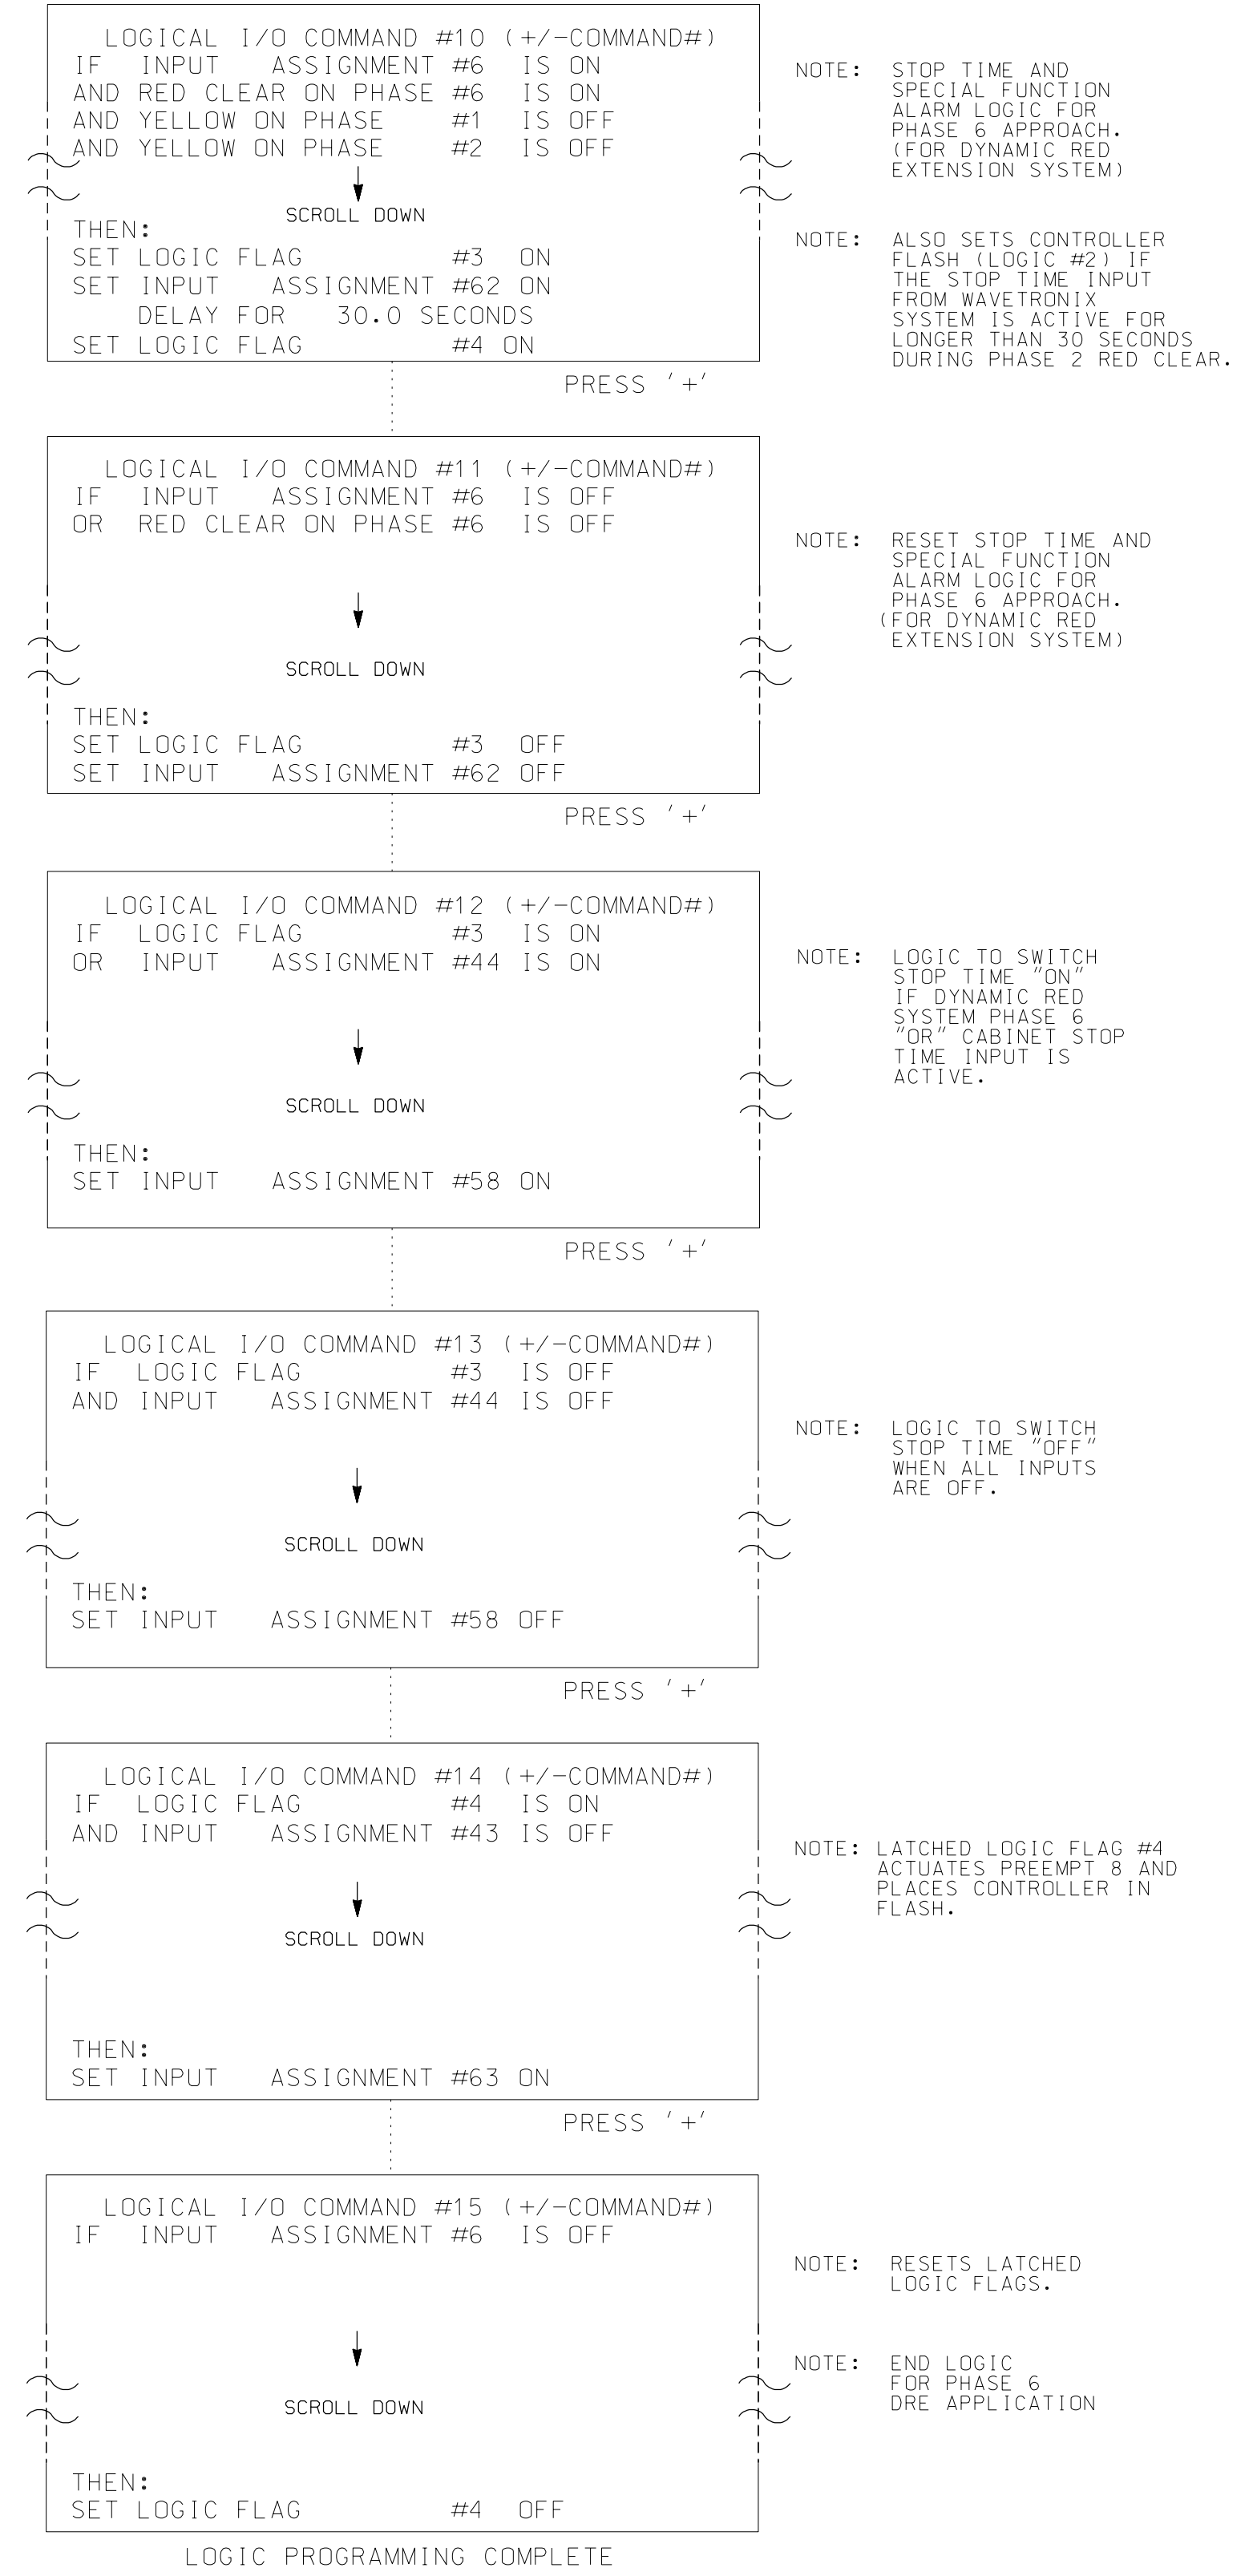 LOGICAL I/O COMMAND #10 (+/-COMMAND#)
IF INPUT ASSIGNMENT #6 IS ON
AND RED CLEAR ON PHASE #6 IS ON
AND YELLOW ON PHASE #1 IS OFF
AND YELLOW ON PHASE #2 IS OFF
SCROLL DOWN
THEN:
SET LOGIC FLAG #3 ON
SET INPUT ASSIGNMENT #62 ON
DELAY FOR 30.0 SECONDS
SET LOGIC FLAG #4 ON
NOTE: STOP TIME AND
SPECIAL FUNCTION
ALARM LOGIC FOR
PHASE 6 APPROACH.
(FOR DYNAMIC RED
EXTENSION SYSTEM)
NOTE: ALSO SETS CONTROLLER
FLASH (LOGIC #2) IF
THE STOP TIME INPUT
FROM WAVETRONIX
SYSTEM IS ACTIVE FOR
LONGER THAN 30 SECONDS
DURING PHASE 2 RED CLEAR.
PRESS '+'
LOGICAL I/O COMMAND #11 (+/-COMMAND#)
IF INPUT ASSIGNMENT #6 IS OFF
OR RED CLEAR ON PHASE #6 IS OFF
SCROLL DOWN
THEN:
SET LOGIC FLAG #3 OFF
SET INPUT ASSIGNMENT #62 OFF
NOTE: RESET STOP TIME AND
SPECIAL FUNCTION
ALARM LOGIC FOR
PHASE 6 APPROACH.
(FOR DYNAMIC RED
EXTENSION SYSTEM)
PRESS '+'
LOGICAL I/O COMMAND #12 (+/-COMMAND#)
IF LOGIC FLAG #3 IS ON
OR INPUT ASSIGNMENT #44 IS ON
SCROLL DOWN
THEN:
SET INPUT ASSIGNMENT #58 ON
NOTE: LOGIC TO SWITCH
STOP TIME "ON"
IF DYNAMIC RED
SYSTEM PHASE 6
"OR" CABINET STOP
TIME INPUT IS
ACTIVE.
PRESS '+'
LOGICAL I/O COMMAND #13 (+/-COMMAND#)
IF LOGIC FLAG #3 IS OFF
AND INPUT ASSIGNMENT #44 IS OFF
SCROLL DOWN
THEN:
SET INPUT ASSIGNMENT #58 OFF
NOTE: LOGIC TO SWITCH
STOP TIME "OFF"
WHEN ALL INPUTS
ARE OFF.
PRESS '+'
LOGICAL I/O COMMAND #14 (+/-COMMAND#)
IF LOGIC FLAG #4 IS ON
AND INPUT ASSIGNMENT #43 IS OFF
SCROLL DOWN
THEN:
SET INPUT ASSIGNMENT #63 ON
NOTE: LATCHED LOGIC FLAG #4
ACTUATES PREEMPT 8 AND
PLACES CONTROLLER IN
FLASH.
PRESS '+'
LOGICAL I/O COMMAND #15 (+/-COMMAND#)
IF INPUT ASSIGNMENT #6 IS OFF
SCROLL DOWN
THEN:
SET LOGIC FLAG #4 OFF
NOTE: RESETS LATCHED
LOGIC FLAGS.
NOTE: END LOGIC
FOR PHASE 6
DRE APPLICATION
LOGIC PROGRAMMING COMPLETE